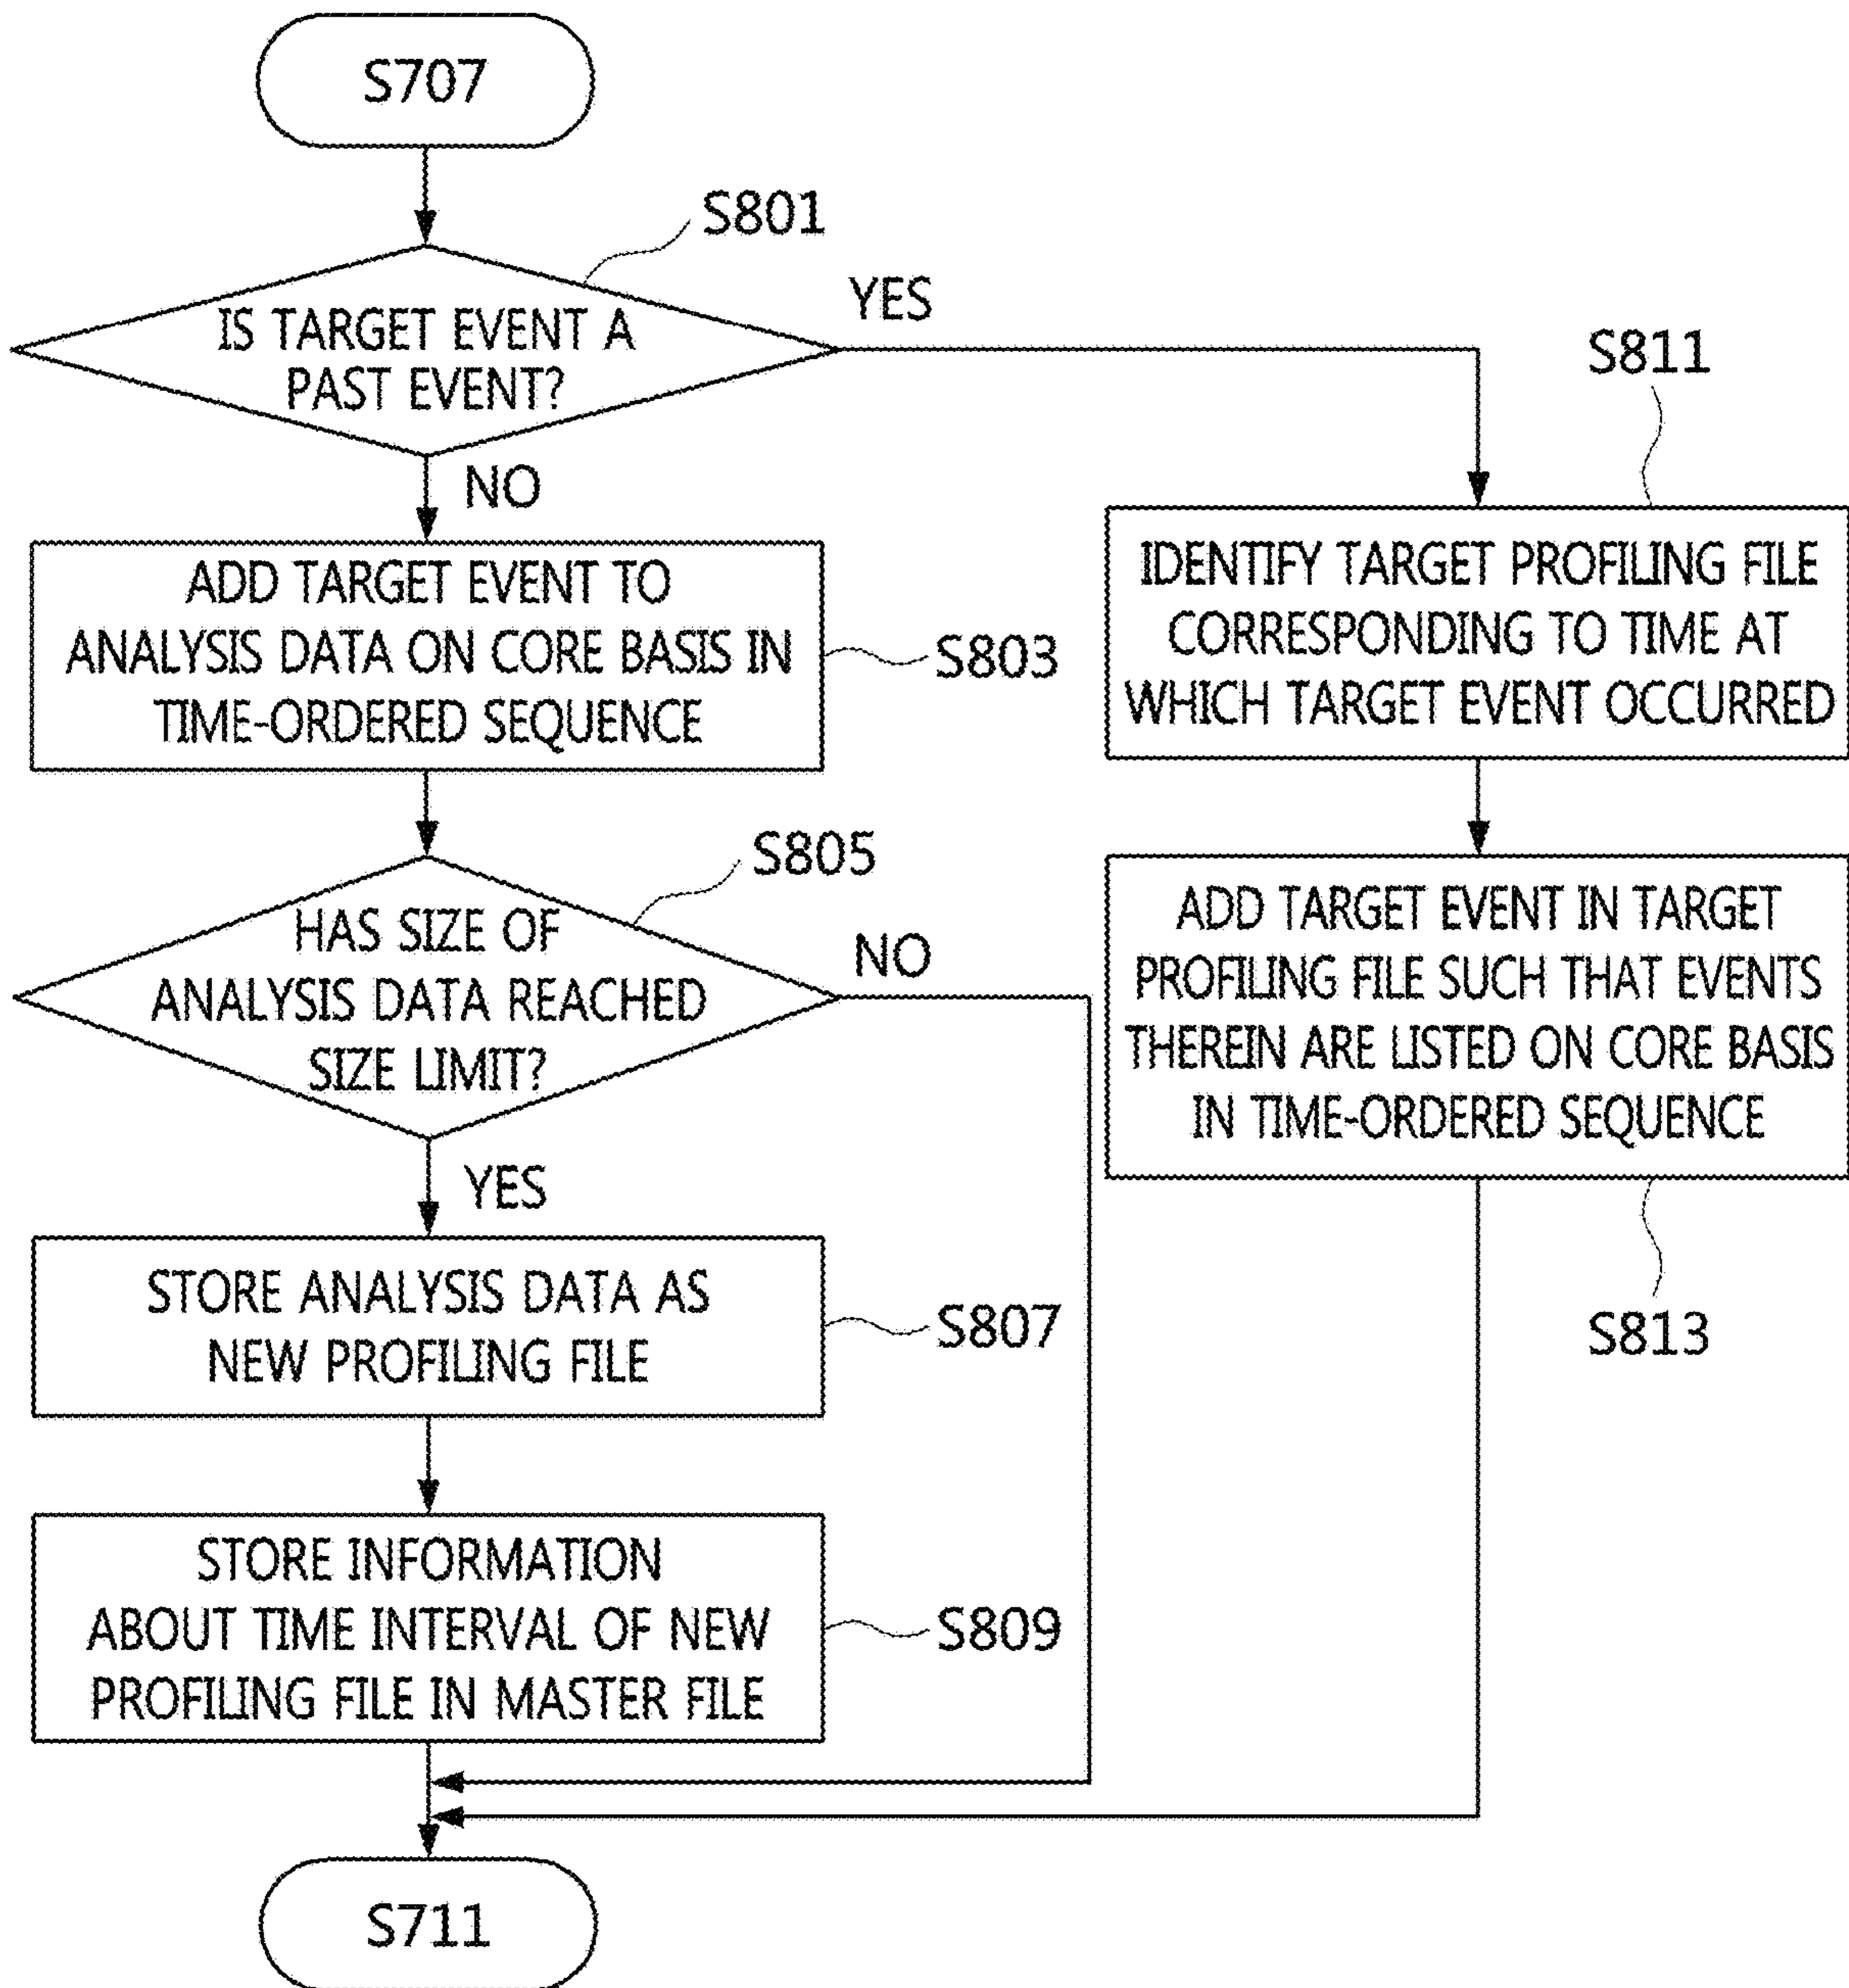 S707
S801
IS TARGET EVENT A
PAST EVENT?
YES
NO
S811
ADD TARGET EVENT TO
ANALYSIS DATA ON CORE BASIS IN
TIME-ORDERED SEQUENCE
S803
IDENTIFY TARGET PROFILING FILE
CORRESPONDING TO TIME AT
WHICH TARGET EVENT OCCURRED
S805
HAS SIZE OF
ANALYSIS DATA REACHED
SIZE LIMIT?
NO
YES
ADD TARGET EVENT IN TARGET
PROFILING FILE SUCH THAT EVENTS
THEREIN ARE LISTED ON CORE BASIS
IN TIME-ORDERED SEQUENCE
S813
STORE ANALYSIS DATA AS
NEW PROFILING FILE
S807
STORE INFORMATION
ABOUT TIME INTERVAL OF NEW
PROFILING FILE IN MASTER FILE
S809
S711